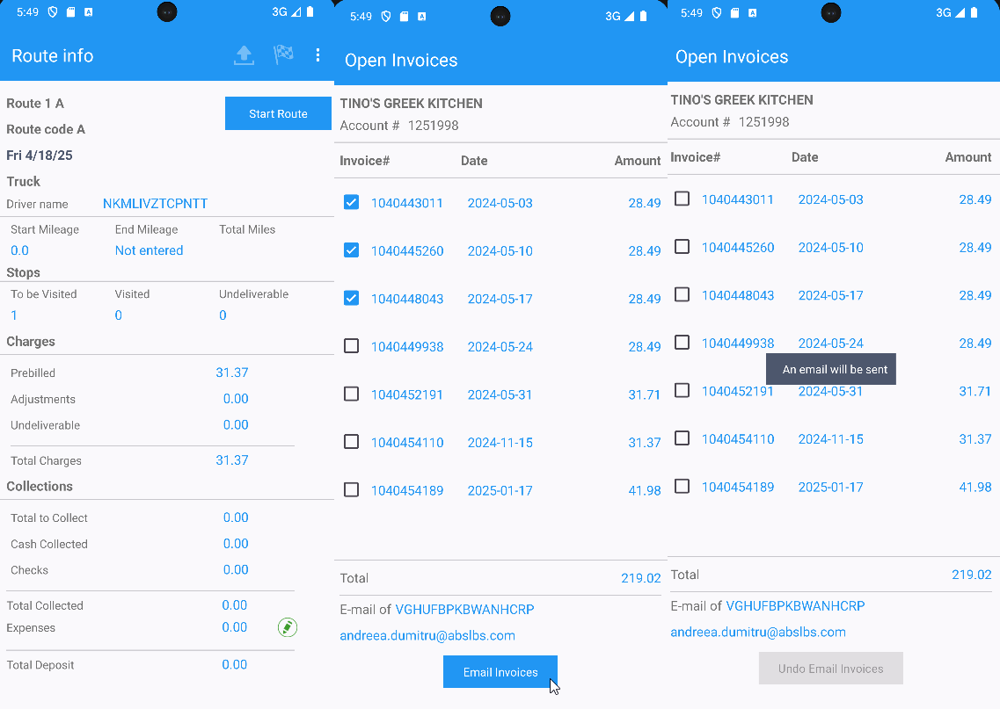 5:49 A 3G
Route info
Route 1 A
Start Route
Route code A
Fri 4/18/25
Truck
Driver name NKMLIVZTCPNTT
Start Mileage End Mileage Total Miles
0.0 Not entered
Stops
To be Visited Visited Undeliverable
1 0 0
Charges
Prebilled 31.37
Adjustments 0.00
Undeliverable 0.00
Total Charges 31.37
Collections
Total to Collect 0.00
Cash Collected 0.00
Checks 0.00
Total Collected 0.00
Expenses 0.00
Total Deposit 0.00
5:49 A 3G
Open Invoices
TINO'S GREEK KITCHEN
Account # 1251998
Invoice# Date Amount
1040443011 2024-05-03 28.49
1040445260 2024-05-10 28.49
1040448043 2024-05-17 28.49
1040449938 2024-05-24 28.49
1040452191 2024-05-31 31.71
1040454110 2024-11-15 31.37
1040454189 2025-01-17 41.98
Total 219.02
E-mail of VGHUFBPKBWANHCRP
andreea.dumitru@abslbs.com
Email Invoices
5:49 A 3G
Open Invoices
TINO'S GREEK KITCHEN
Account # 1251998
Invoice# Date Amount
1040443011 2024-05-03 28.49
1040445260 2024-05-10 28.49
1040448043 2024-05-17 28.49
1040449938 2024-05-24 28.49
An email will be sent
1040452191 2024-05-31 31.71
1040454110 2024-11-15 31.37
1040454189 2025-01-17 41.98
Total 219.02
E-mail of VGHUFBPKBWANHCRP
andreea.dumitru@abslbs.com
Undo Email Invoices